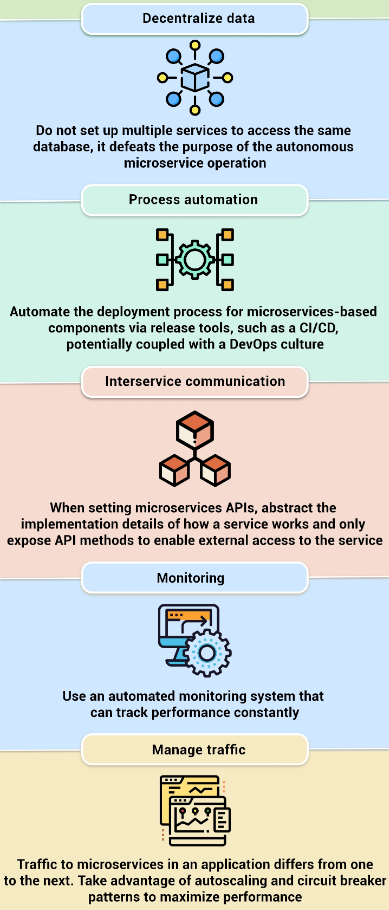 Decentralize data
Do not set up multiple services to access the same
database, it defeats the purpose of the autonomous
microservice operation
Process automation
Automate the deployment process for microservices-based
components via release tools, such as a CI/CD,
potentially coupled with a DevOps culture
Interservice communication
When setting microservices APIs, abstract the
implementation details of how a service works and only
expose API methods to enable external access to the service
Monitoring
Use an automated monitoring system that
can track performance constantly
Manage traffic
Traffic to microservices in an application differs from one
to the next. Take advantage of autoscaling and circuit breaker
patterns to maximize performance